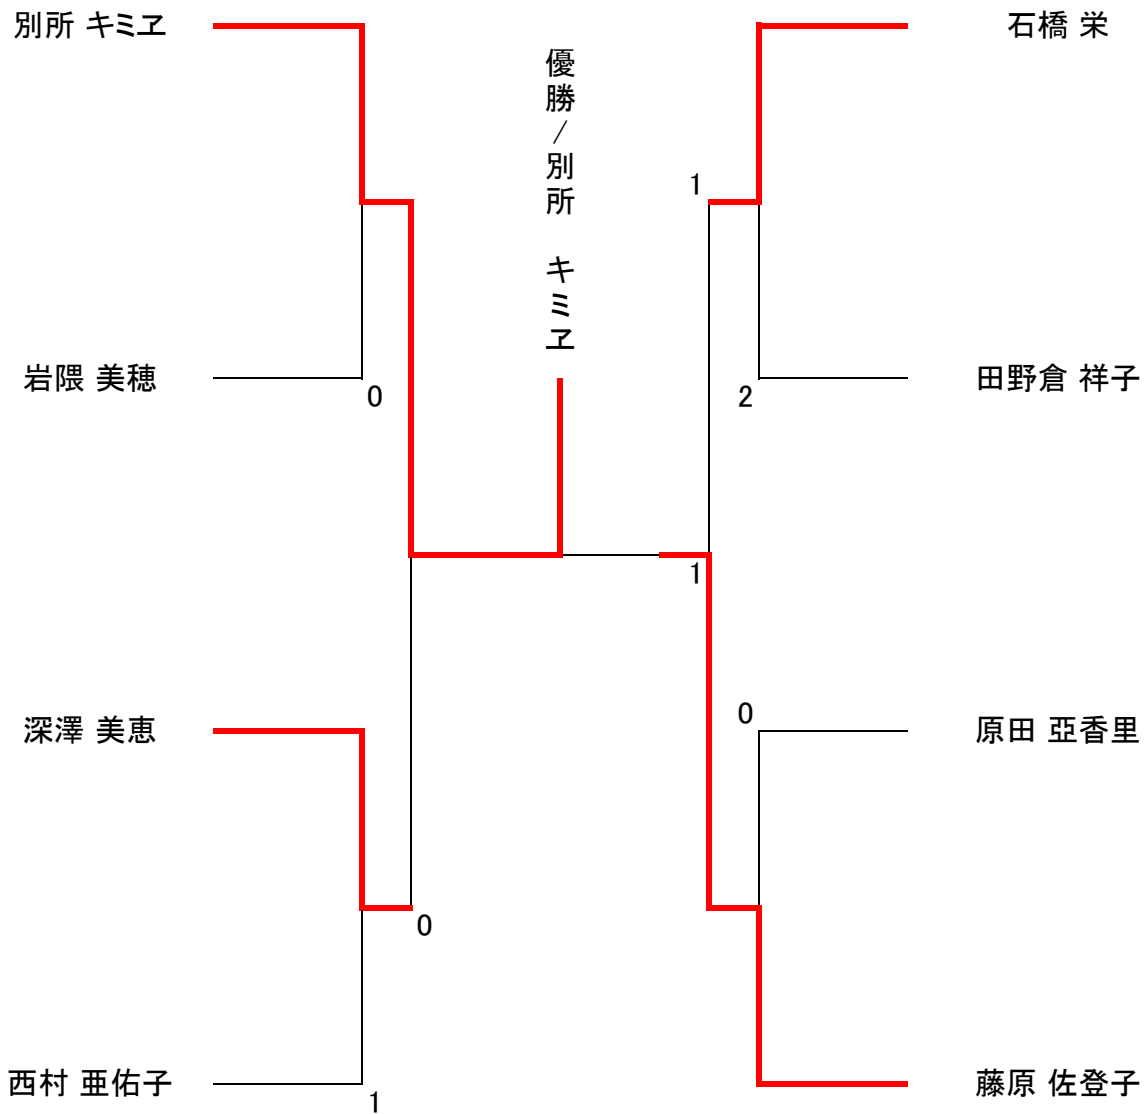 別所 キミヱ
石橋 栄
優勝/別所 キミヱ
1
岩隈 美穂
0
2
田野倉 祥子
1
深澤 美恵
0
原田 亞香里
0
西村 亜佑子
1
藤原 佐登子